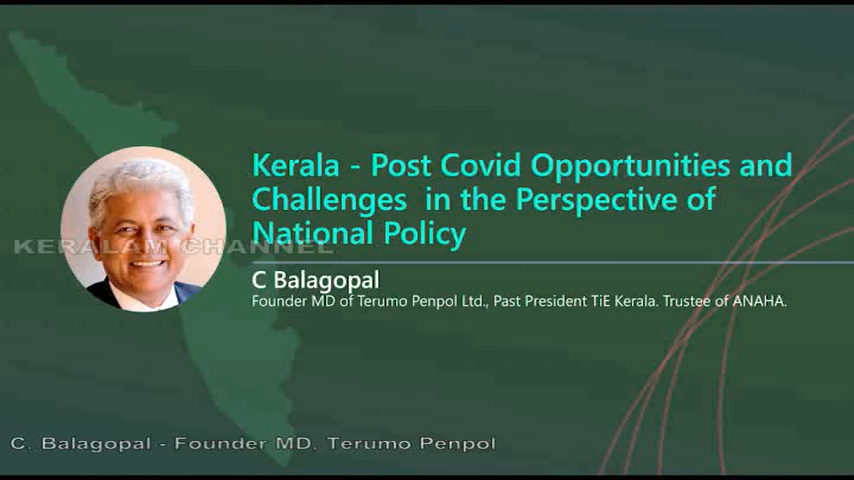 Kerala - Post Covid Opportunities and
Challenges in the Perspective of
National Policy
KERALAM CHANNEL
C Balagopal
Founder MD of Terumo Penpol Ltd., Past President TiE Kerala. Trustee of ANAHA.
C. Balagopal - Founder MD, Terumo Penpol